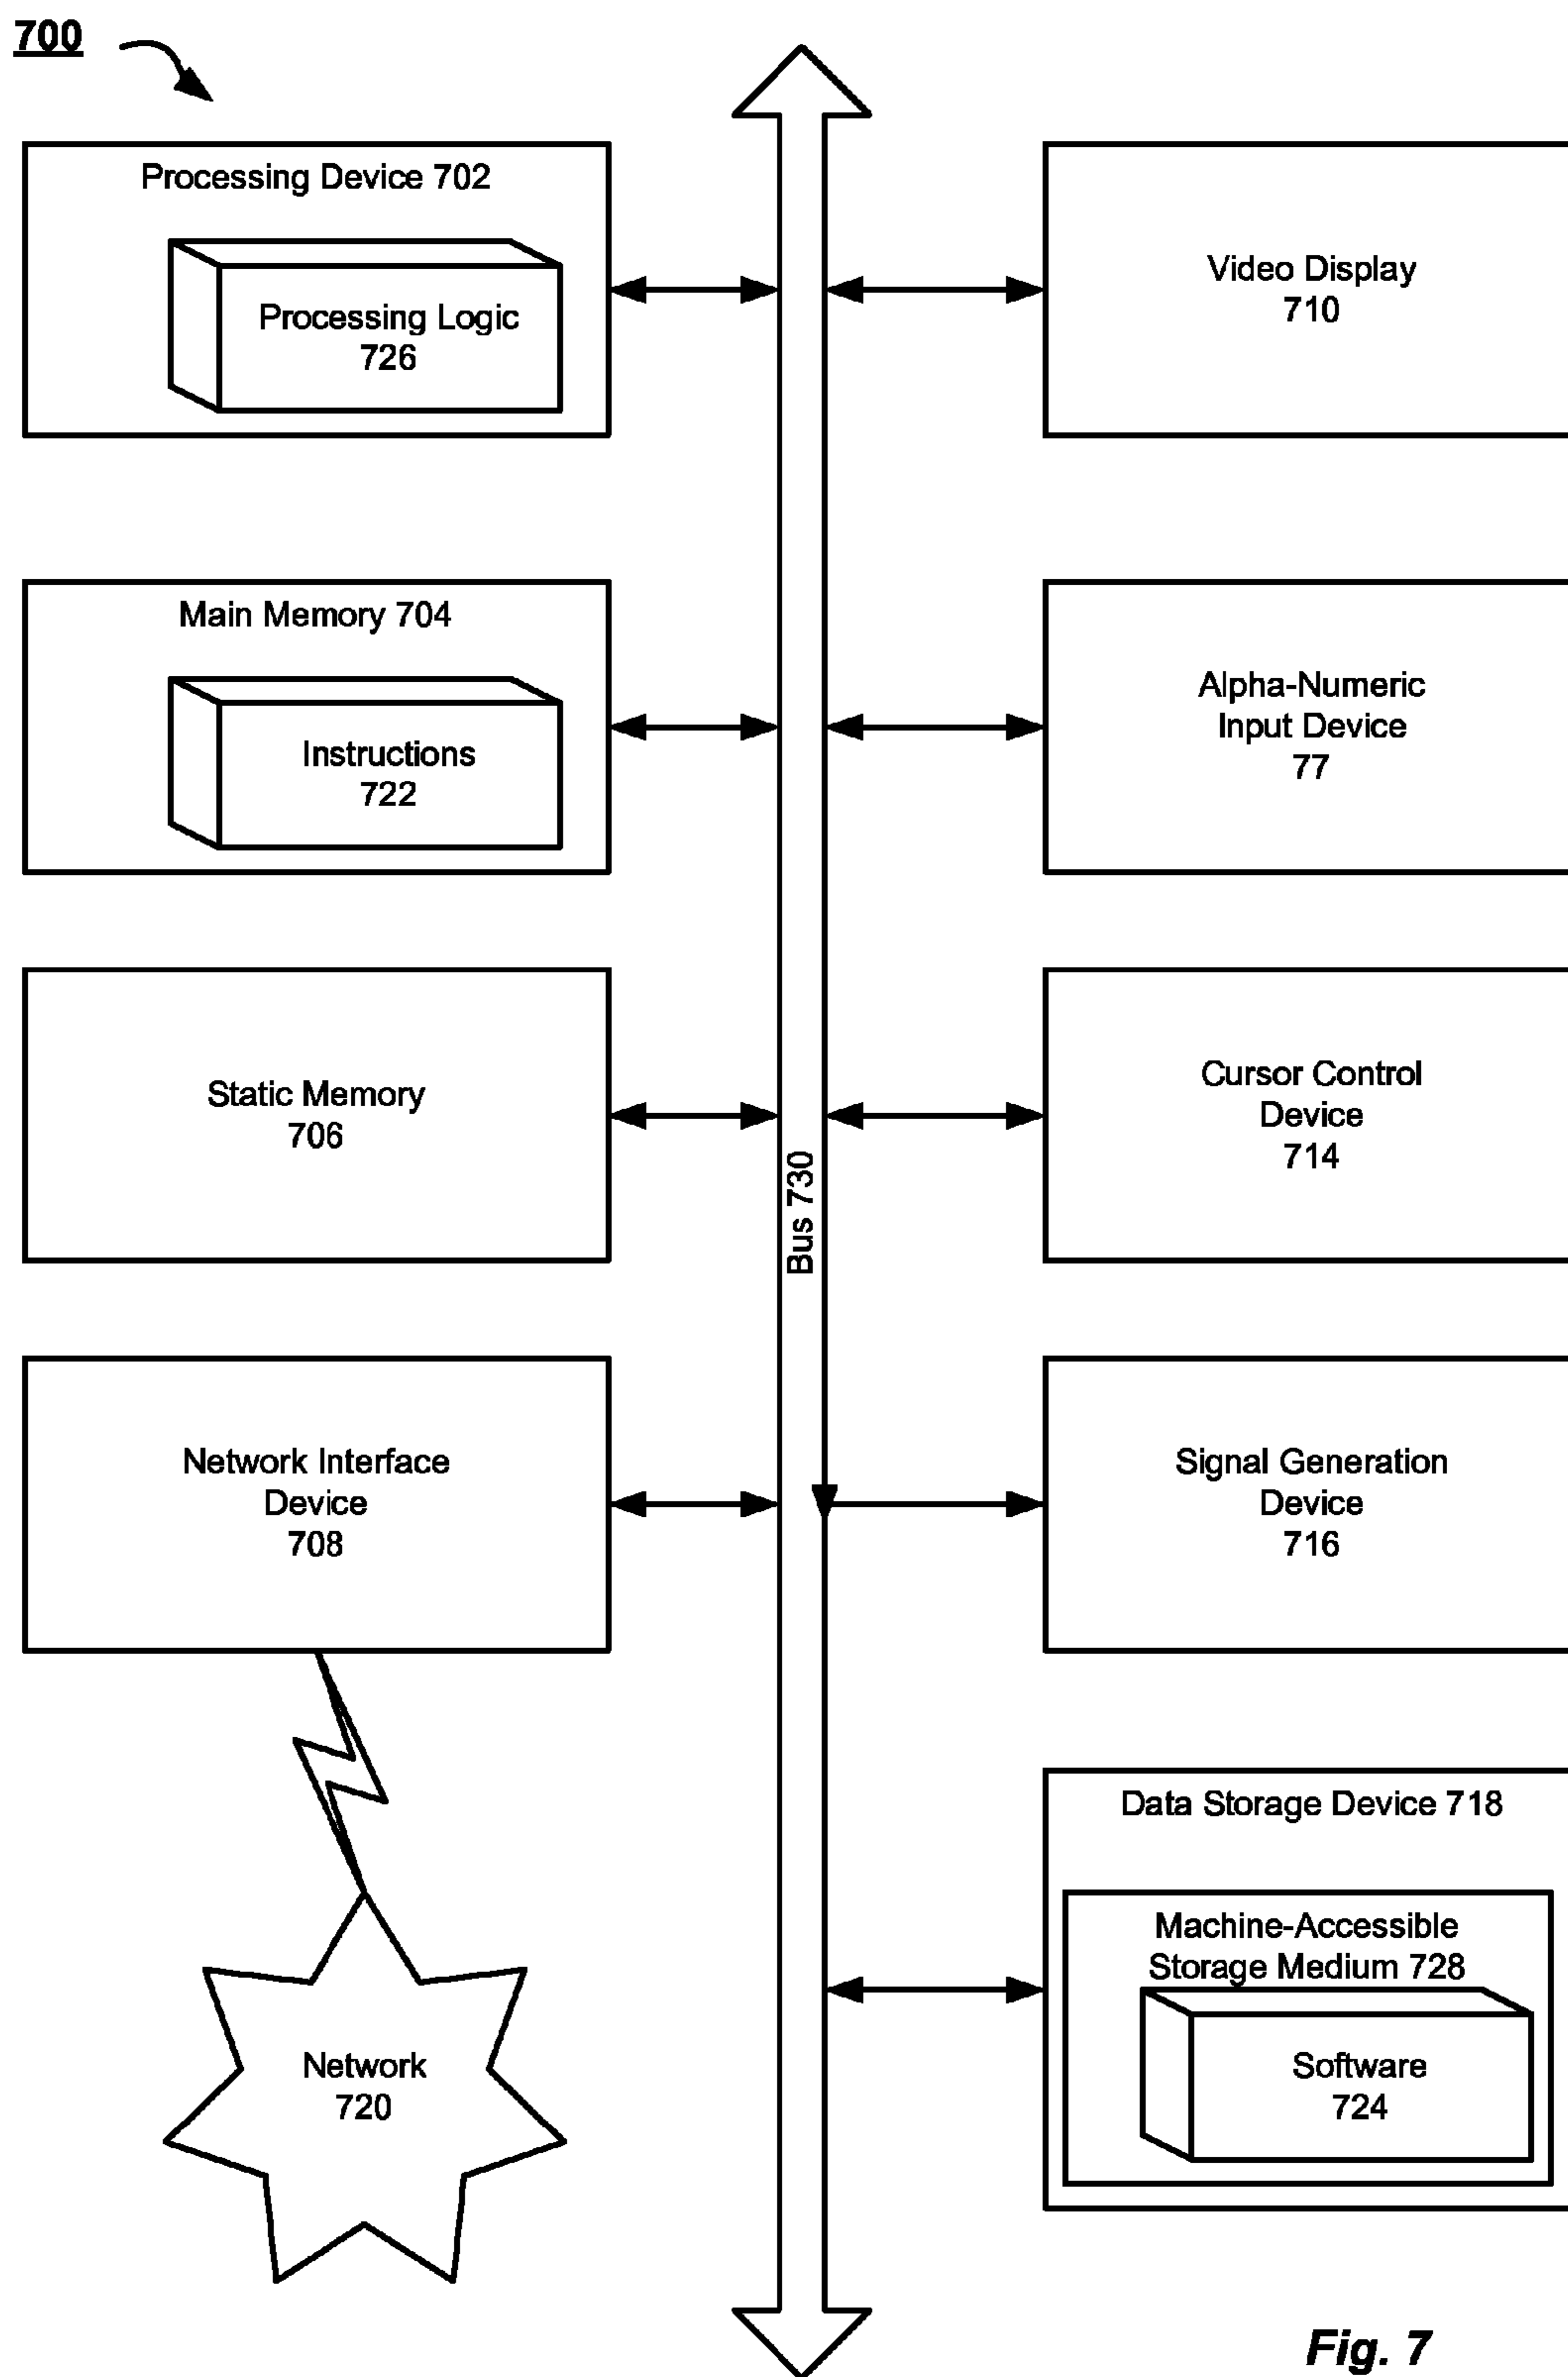 700
Processing Device 702
Processing Logic
726
Video Display
710
Main Memory 704
Instructions
722
Alpha-Numeric
Input Device
77
Static Memory
706
Cursor Control
Device
714
Bus 730
Network Interface
Device
708
Signal Generation
Device
716
Data Storage Device 718
Machine-Accessible
Storage Medium 728
Software
724
Network
720
Fig. 7